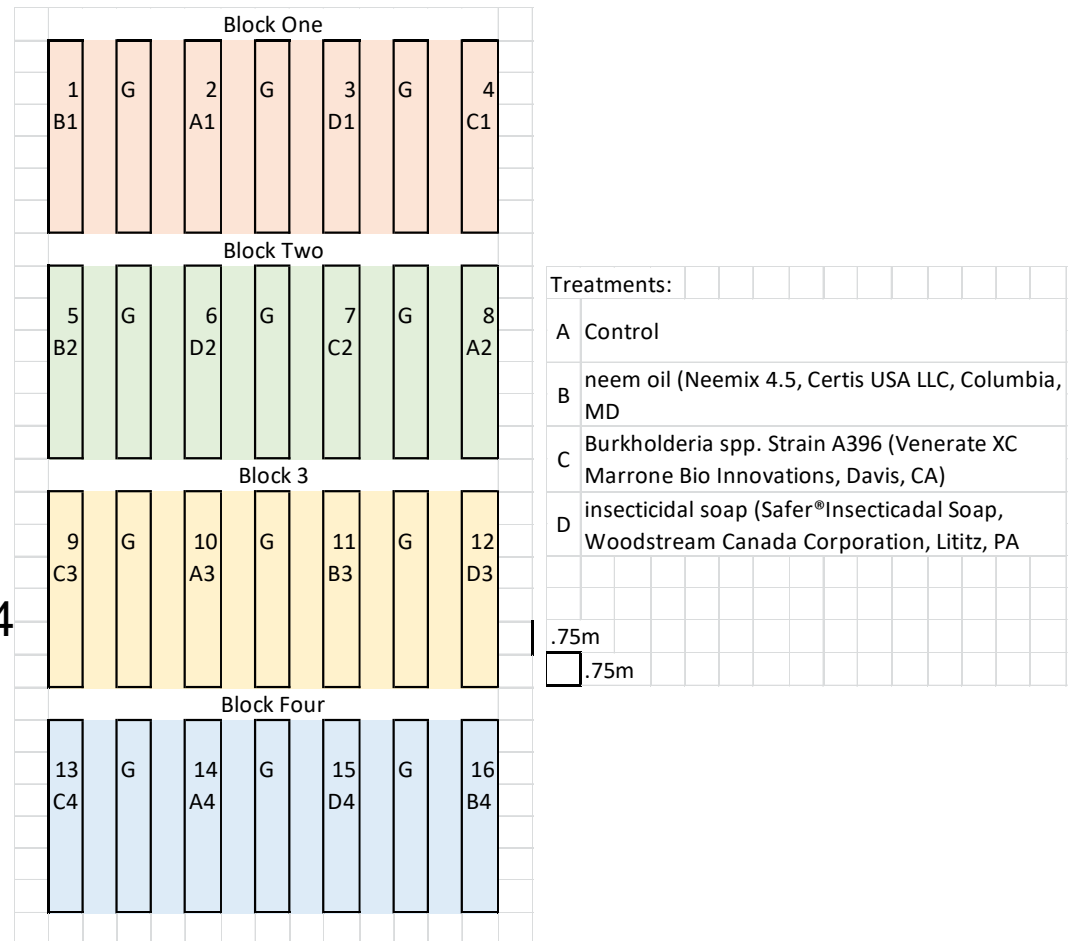 Block One
1 G 2 G 3 G 4
B1 A1 D1 C1
Block Two
5 G 6 G 7 G 8
B2 D2 C2 A2
Block 3
9 G 10 G 11 G 12
C3 A3 B3 D3
4
Block Four
13 G 14 G 15 G 16
C4 A4 D4 B4
Treatments:
A Control
B neem oil (Neemix 4.5, Certis USA LLC, Columbia,
MD
C Burkholderia spp. Strain A396 (Venerate XC
Marrone Bio Innovations, Davis, CA)
D insecticidal soap (Safer®Insecticadal Soap,
Woodstream Canada Corporation, Lititz, PA
.75m
.75m